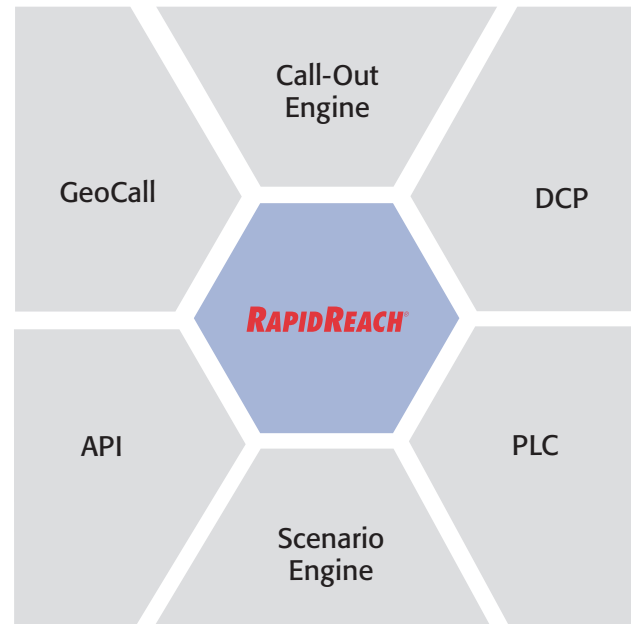 Call-Out
Engine
GeoCall
DCP
RAPIDREACH®
API
PLC
Scenario
Engine